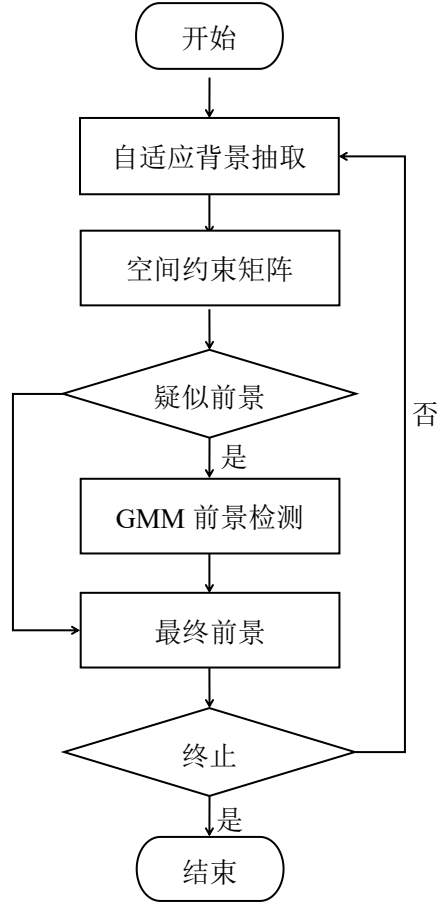 开始
自适应背景抽取
空间约束矩阵
疑似前景
否
是
GMM 前景检测
最终前景
终止
是
结束